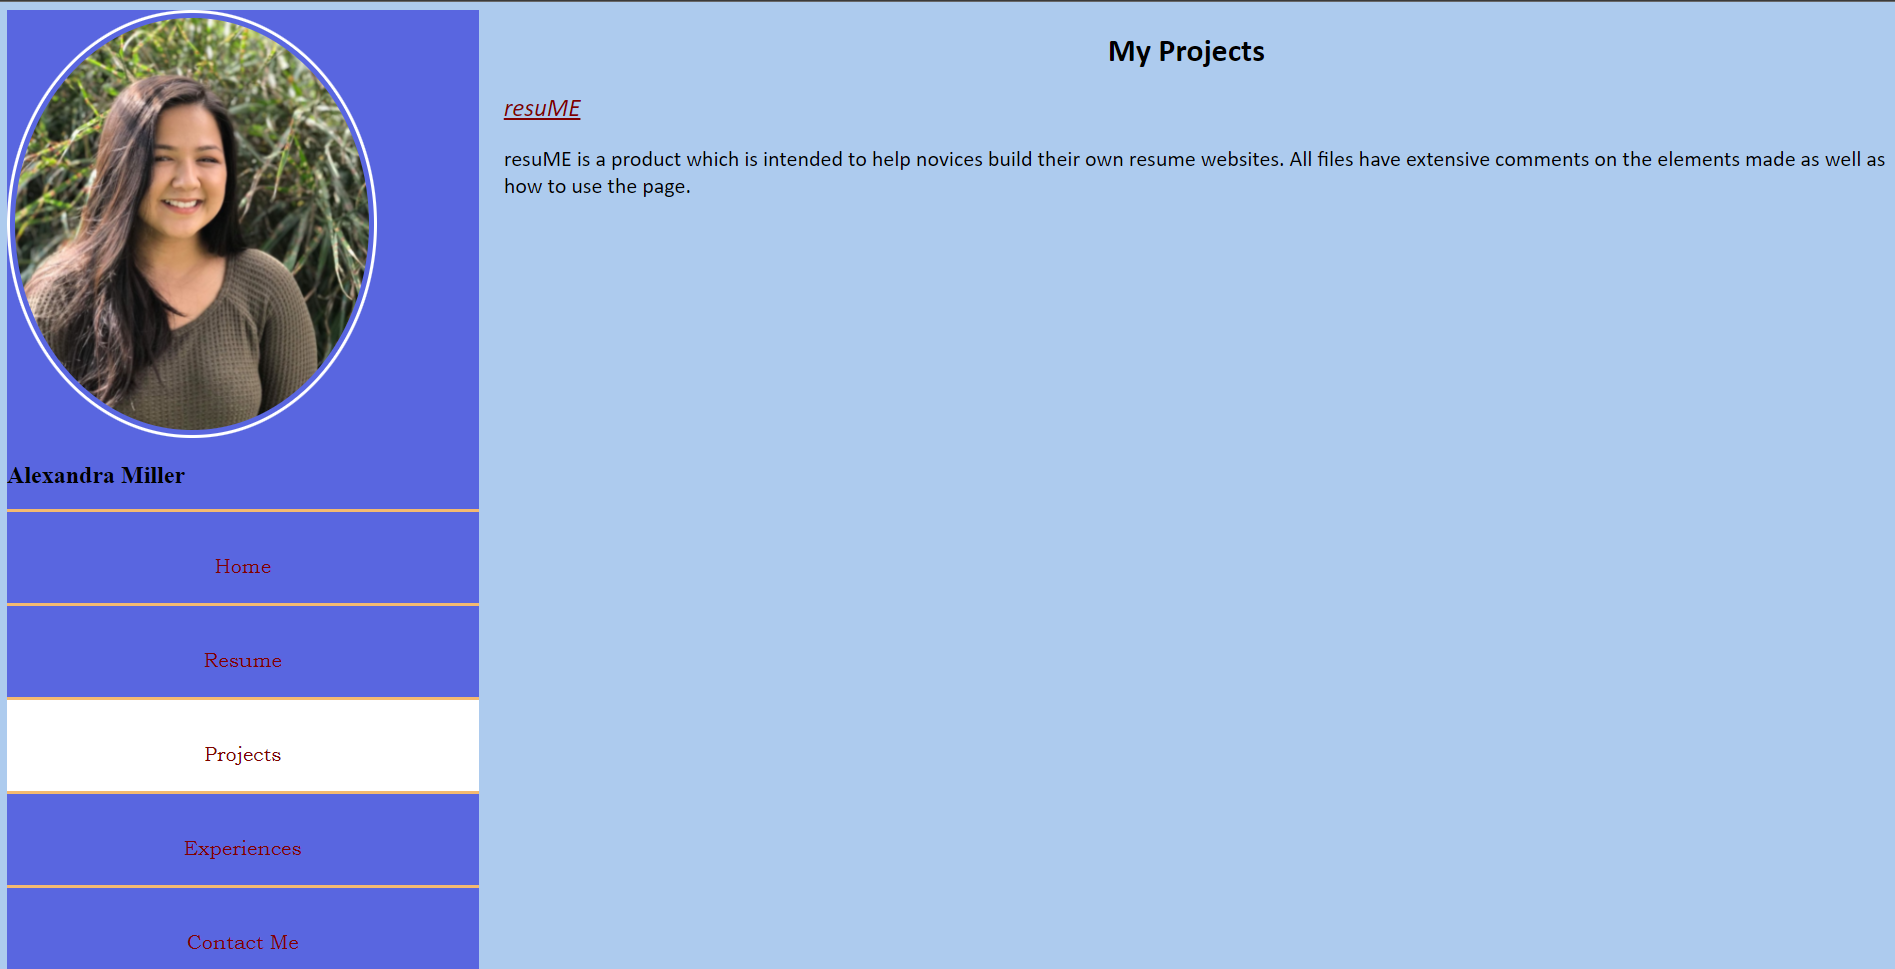 Alexandra Miller
Home
Resume
Projects
Experiences
Contact Me
My Projects
resuME
resuME is a product which is intended to help novices build their own resume websites. All files have extensive comments on the elements made as well as
how to use the page.